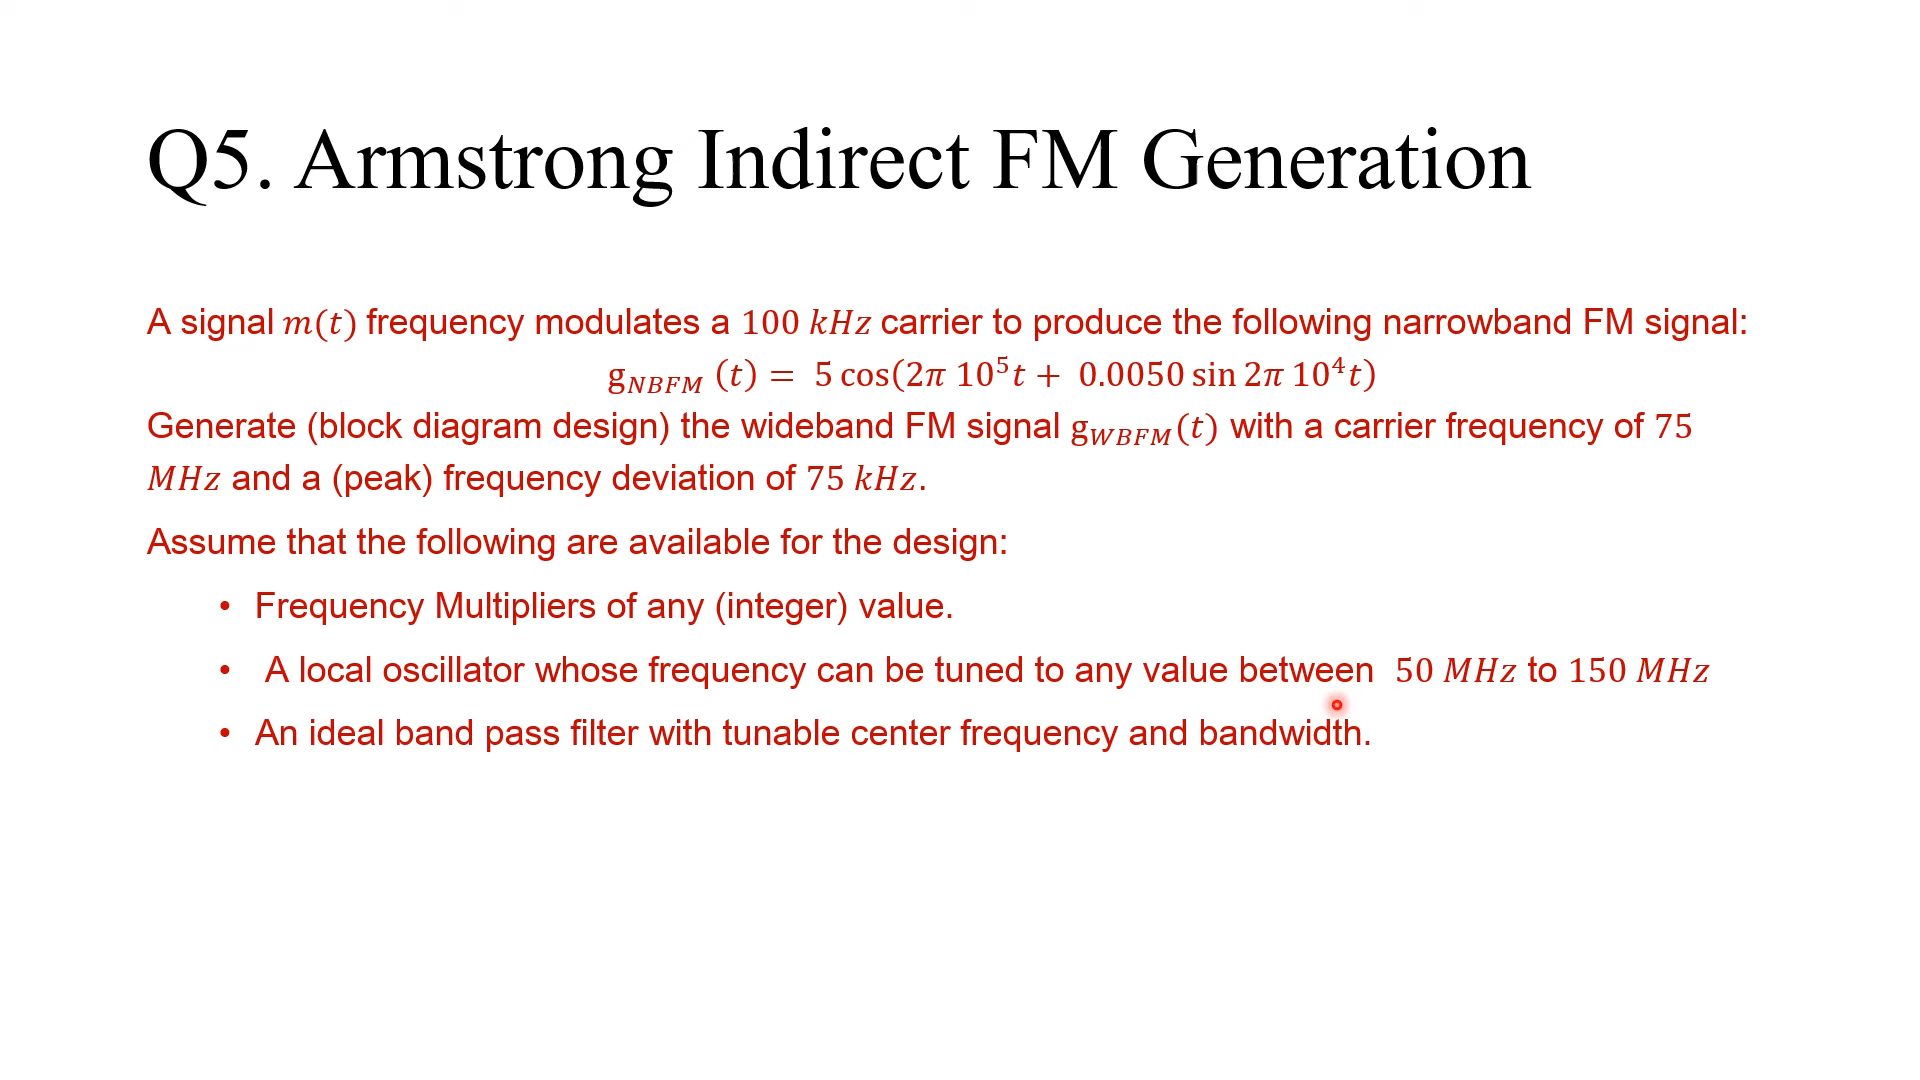 Q5. Armstrong Indirect FM Generation
A signal m(t) frequency modulates a 100 kHz carrier to produce the following narrowband FM signal:
g_NBFM (t) = 5 cos(2π 10⁵t + 0.0050 sin 2π 10⁴t)
Generate (block diagram design) the wideband FM signal g_WBFM(t) with a carrier frequency of 75
MHz and a (peak) frequency deviation of 75 kHz.
Assume that the following are available for the design:
• Frequency Multipliers of any (integer) value.
• A local oscillator whose frequency can be tuned to any value between 50 MHz to 150 MHz
• An ideal band pass filter with tunable center frequency and bandwidth.